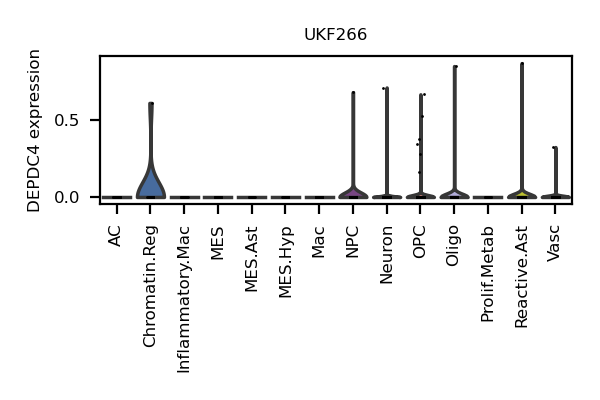 UKF266
DEPDC4 expression
0.5
0.0
AC
Chromatin.Reg
Inflammatory.Mac
MES
MES.Ast
MES.Hyp
Mac
NPC
Neuron
OPC
Oligo
Prolif.Metab
Reactive.Ast
Vasc